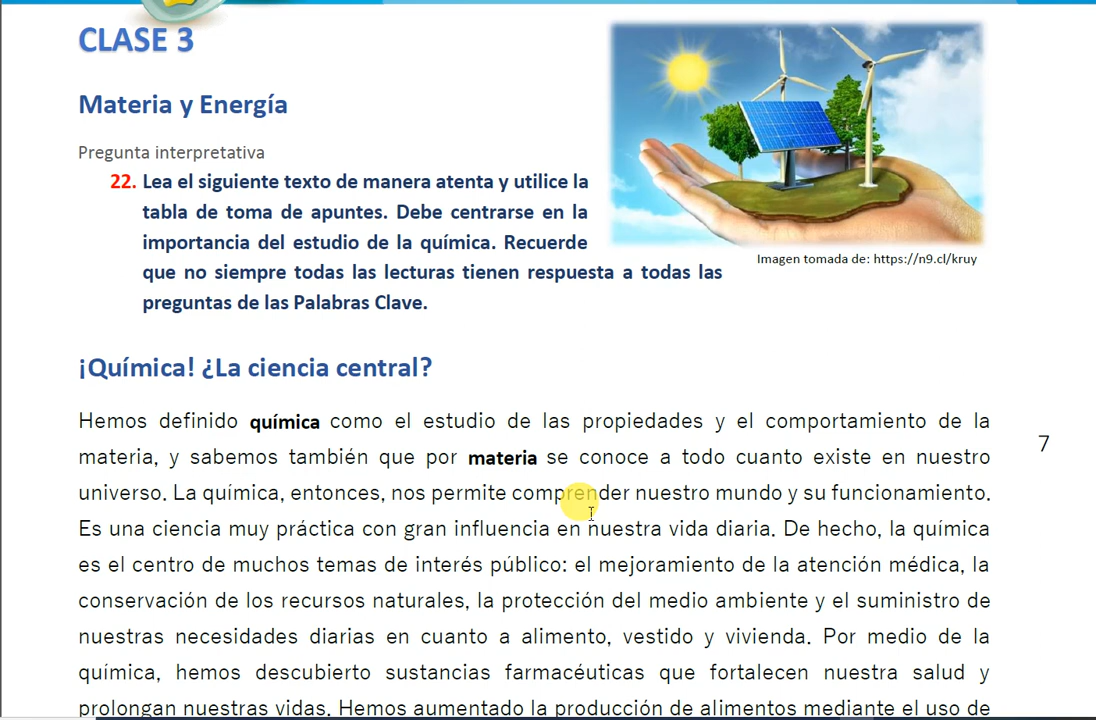 CLASE 3
Materia y Energía
Pregunta interpretativa
22. Lea el siguiente texto de manera atenta y utilice la
tabla de toma de apuntes. Debe centrarse en la
importancia del estudio de la química. Recuerde
que no siempre todas las lecturas tienen respuesta a todas las
preguntas de las Palabras Clave.
Imagen tomada de: https://n9.cl/kruy
¡Química! ¿La ciencia central?
Hemos definido química como el estudio de las propiedades y el comportamiento de la
materia, y sabemos también que por materia se conoce a todo cuanto existe en nuestro
universo. La química, entonces, nos permite comprender nuestro mundo y su funcionamiento.
Es una ciencia muy práctica con gran influencia en nuestra vida diaria. De hecho, la química
es el centro de muchos temas de interés público: el mejoramiento de la atención médica, la
conservación de los recursos naturales, la protección del medio ambiente y el suministro de
nuestras necesidades diarias en cuanto a alimento, vestido y vivienda. Por medio de la
química, hemos descubierto sustancias farmacéuticas que fortalecen nuestra salud y
prolongan nuestras vidas. Hemos aumentado la producción de alimentos mediante el uso de
7